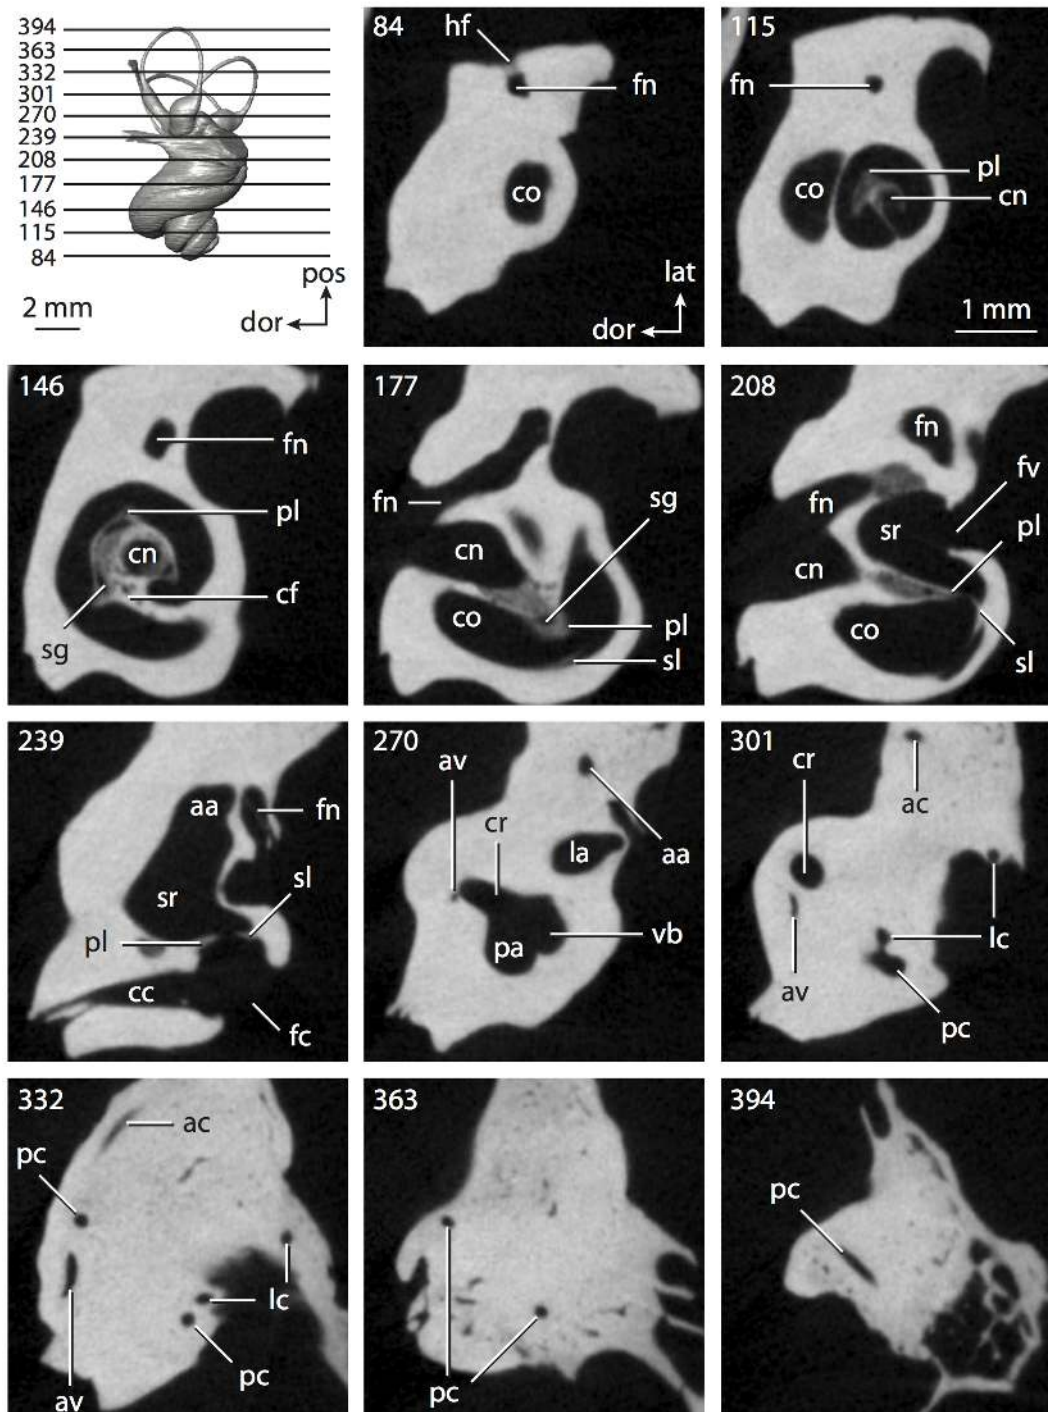 394
363
332
301
270
239
208
177
146
115
84
pos
2 mm
dor
84
hf
fn
co
lat
dor
115
fn
pl
co
cn
1 mm
146
fn
pl
cn
cf
sg
177
fn
sg
cn
co
pl
sl
208
fn
fv
fn
sr
pl
cn
co
sl
239
aa
fn
sl
sr
pl
cc
fc
270
av
cr
la
aa
vb
pa
301
cr
ac
lc
av
pc
332
ac
pc
lc
pc
av
363
pc
394
pc